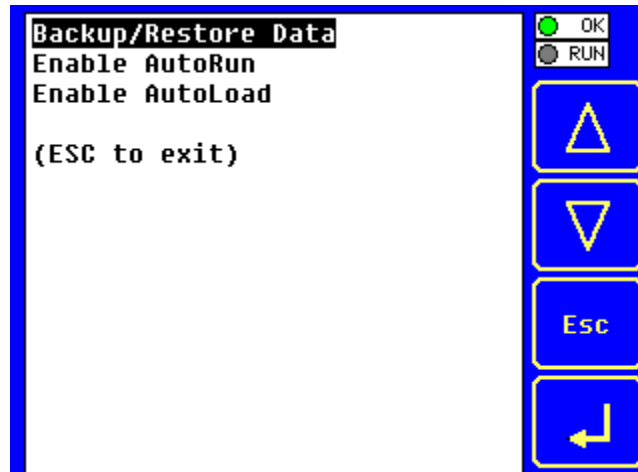 Backup/Restore Data
Enable AutoRun
Enable AutoLoad
(ESC to exit)
OK
RUN
Esc